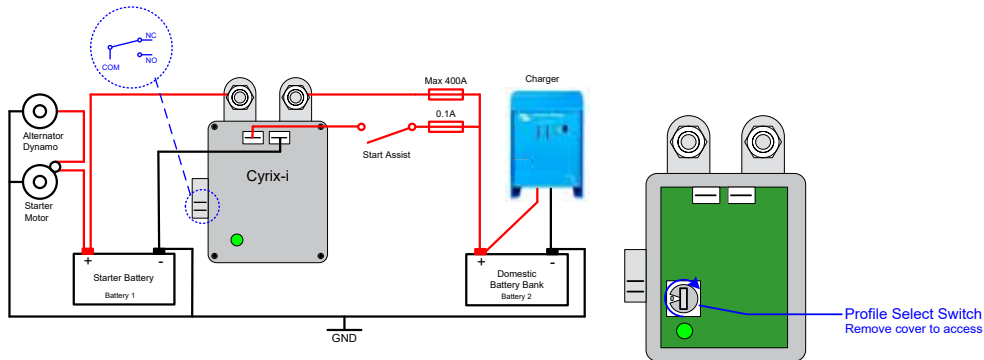 NC
COM
NO
Max 400A
Charger
0.1A
Alternator
Dynamo
Start Assist
Cyrix-i
Starter
Motor
+
-
+
-
Starter Battery
Battery 1
Domestic
Battery Bank
Battery 2
GND
Profile Select Switch
Remove cover to access